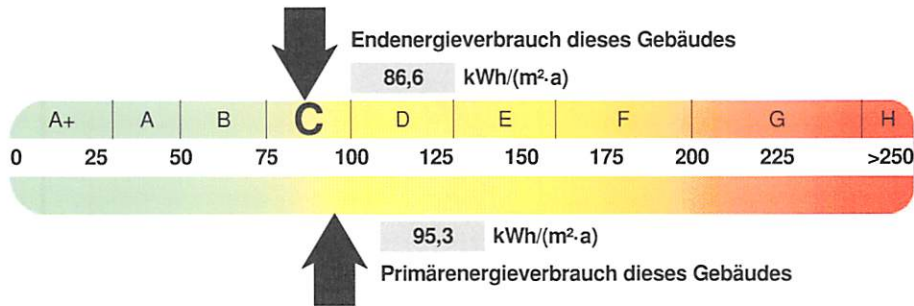 Endenergieverbrauch dieses Gebäudes
86,6 kWh/(m²·a)
A+ A B C D E F G H
0 25 50 75 100 125 150 175 200 225 >250
95,3 kWh/(m²·a)
Primärenergieverbrauch dieses Gebäudes